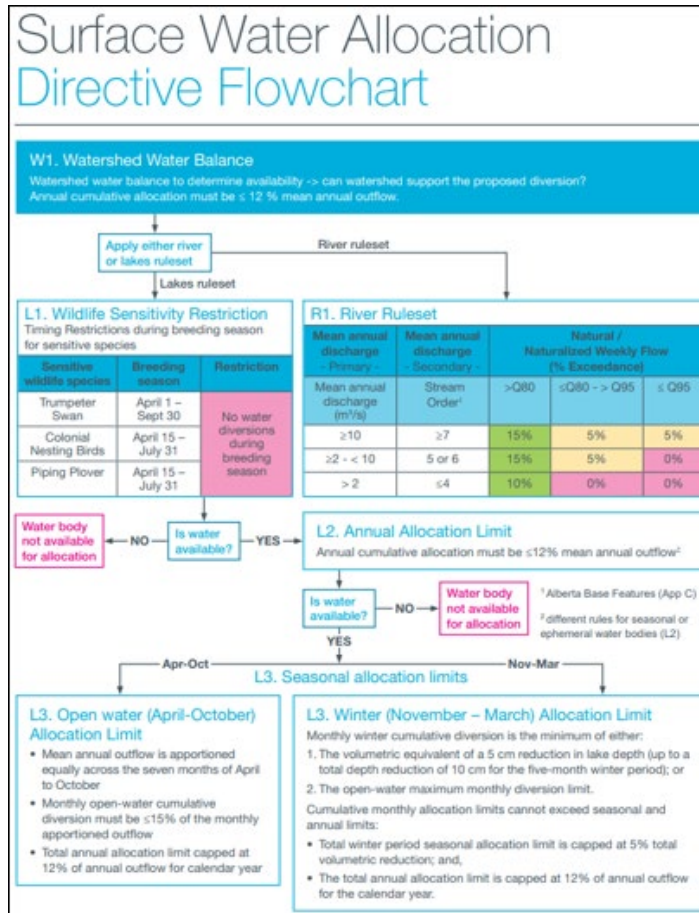 Surface Water Allocation
Directive Flowchart
W1. Watershed Water Balance
Watershed water balance to determine availability -> can watershed support the proposed diversion?
Annual cumulative allocation must be ≤ 12 % mean annual outflow.
Apply either river
or lakes ruleset
River ruleset
Lakes ruleset
L1. Wildlife Sensitivity Restriction
Timing Restrictions during breeding season
for sensitive species
Sensitive
wildlife species
Breeding
season
Restriction
Trumpeter
Swan
April 1 –
Sept 30
Colonial
Nesting Birds
April 15 –
July 31
Piping Plover
April 15 –
July 31
No water
diversions
during
breeding
season
R1. River Ruleset
Mean annual
discharge
- Primary -
Mean annual
discharge
- Secondary -
Natural /
Naturalized Weekly Flow
(% Exceedance)
Mean annual
discharge
(m³/s)
Stream
Order¹
>Q80
≤Q80 - > Q95
≤ Q95
≥10
≥7
15%
5%
5%
≥2 - < 10
5 or 6
15%
5%
0%
> 2
≤4
10%
0%
0%
Water body
not available
for allocation
NO
Is water
available?
YES
L2. Annual Allocation Limit
Annual cumulative allocation must be ≤12% mean annual outflow²
Is water
available?
NO
Water body
not available
for allocation
¹ Alberta Base Features (App C)
² different rules for seasonal or
ephemeral water bodies (L2)
YES
Apr-Oct
Nov-Mar
L3. Seasonal allocation limits
L3. Open water (April-October)
Allocation Limit
• Mean annual outflow is apportioned
equally across the seven months of April
to October
• Monthly open-water cumulative
diversion must be ≤15% of the monthly
apportioned outflow
• Total annual allocation limit capped at
12% of annual outflow for calendar year
L3. Winter (November – March) Allocation Limit
Monthly winter cumulative diversion is the minimum of either:
1. The volumetric equivalent of a 5 cm reduction in lake depth (up to a
total depth reduction of 10 cm for the five-month winter period); or
2. The open-water maximum monthly diversion limit.
Cumulative monthly allocation limits cannot exceed seasonal and
annual limits:
• Total winter period seasonal allocation limit is capped at 5% total
volumetric reduction; and,
• The total annual allocation limit is capped at 12% of annual outflow
for the calendar year.